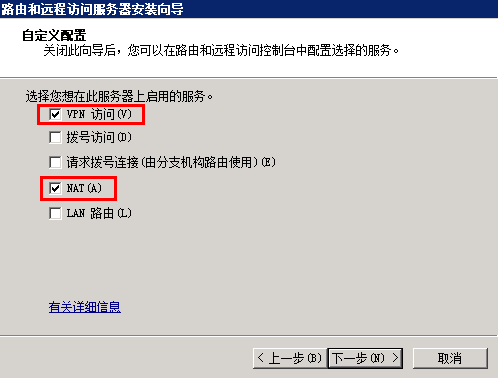 路由和远程访问服务器安装向导
自定义配置
关闭此向导后，您可以在路由和远程访问控制台中配置选择的服务。
选择您想在此服务器上启用的服务。
VPN 访问(V)
拨号访问(D)
请求拨号连接(由分支机构路由使用)(E)
NAT(A)
LAN 路由(L)
有关详细信息
< 上一步(B) 下一步(N) > 取消